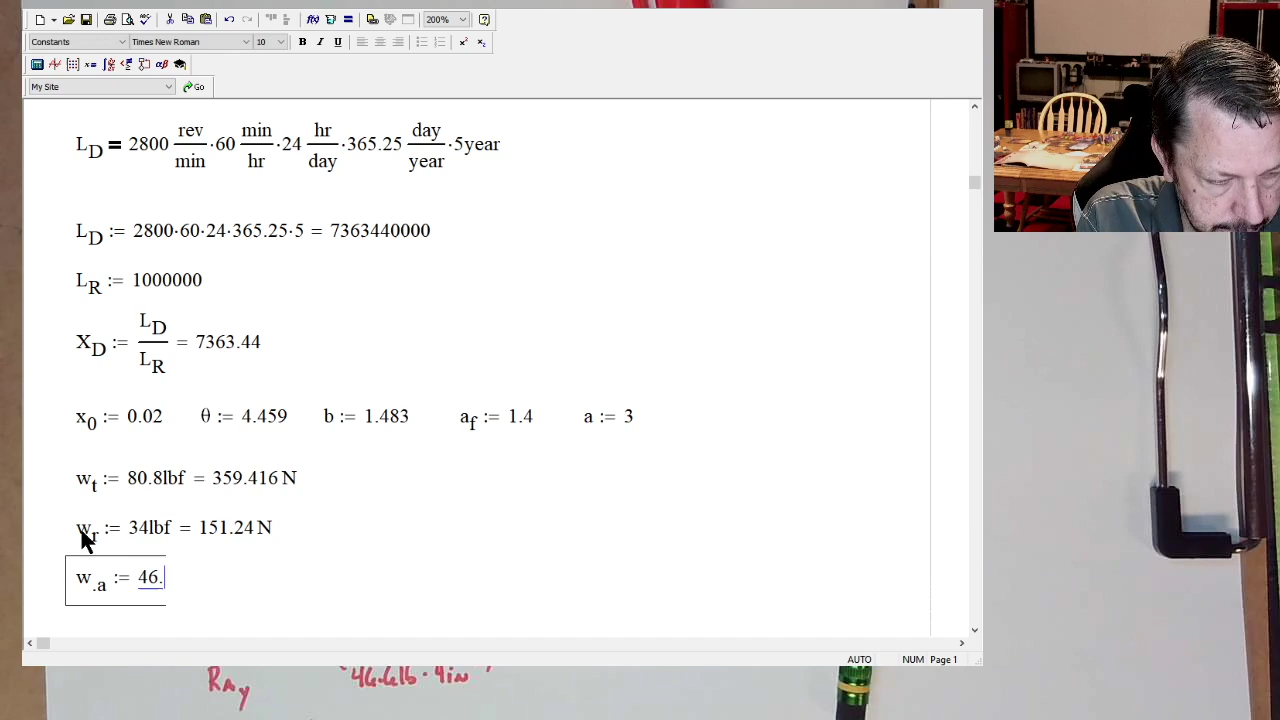 200%
Constants Times New Roman 10 B I U
My Site Go
L_D = 2800 rev/min · 60 min/hr · 24 hr/day · 365.25 day/year · 5year
L_D := 2800·60·24·365.25·5 = 7363440000
L_R := 1000000
X_D := L_D/L_R = 7363.44
x_0 := 0.02 θ := 4.459 b := 1.483 a_f := 1.4 a := 3
w_t := 80.8lbf = 359.416 N
w_r := 34lbf = 151.24 N
w_.a := 46.
AUTO NUM Page 1
46.6lb · 4in
RAy